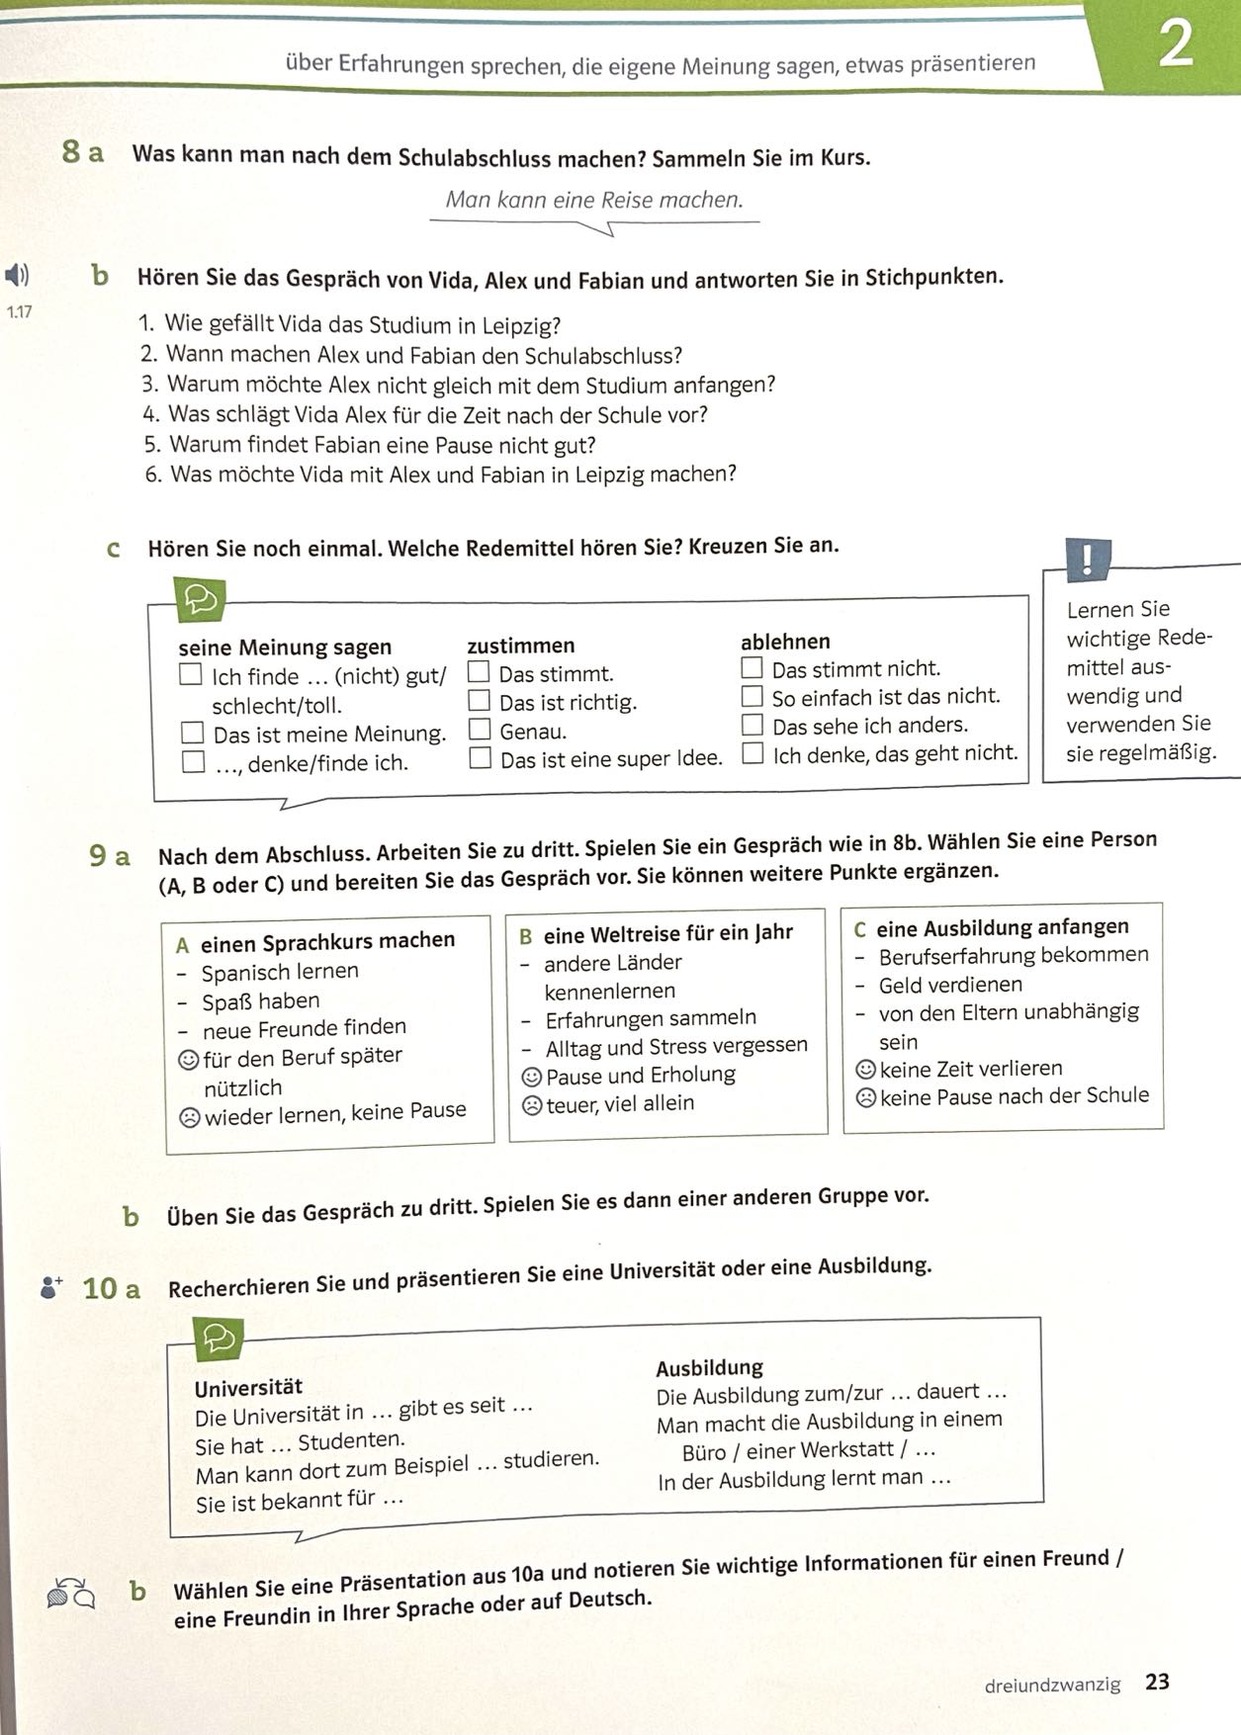 über Erfahrungen sprechen, die eigene Meinung sagen, etwas präsentieren
2
8 a Was kann man nach dem Schulabschluss machen? Sammeln Sie im Kurs.
Man kann eine Reise machen.
b Hören Sie das Gespräch von Vida, Alex und Fabian und antworten Sie in Stichpunkten.
1.17
1. Wie gefällt Vida das Studium in Leipzig?
2. Wann machen Alex und Fabian den Schulabschluss?
3. Warum möchte Alex nicht gleich mit dem Studium anfangen?
4. Was schlägt Vida Alex für die Zeit nach der Schule vor?
5. Warum findet Fabian eine Pause nicht gut?
6. Was möchte Vida mit Alex und Fabian in Leipzig machen?
c Hören Sie noch einmal. Welche Redemittel hören Sie? Kreuzen Sie an.
seine Meinung sagen
Ich finde ... (nicht) gut/
schlecht/toll.
Das ist meine Meinung.
..., denke/finde ich.
zustimmen
Das stimmt.
Das ist richtig.
Genau.
Das ist eine super Idee.
ablehnen
Das stimmt nicht.
So einfach ist das nicht.
Das sehe ich anders.
Ich denke, das geht nicht.
!
Lernen Sie
wichtige Rede-
mittel aus-
wendig und
verwenden Sie
sie regelmäßig.
9 a Nach dem Abschluss. Arbeiten Sie zu dritt. Spielen Sie ein Gespräch wie in 8b. Wählen Sie eine Person
(A, B oder C) und bereiten Sie das Gespräch vor. Sie können weitere Punkte ergänzen.
A einen Sprachkurs machen
– Spanisch lernen
– Spaß haben
– neue Freunde finden
☺ für den Beruf später
nützlich
☹ wieder lernen, keine Pause
B eine Weltreise für ein Jahr
– andere Länder
kennenlernen
– Erfahrungen sammeln
– Alltag und Stress vergessen
☺ Pause und Erholung
☹ teuer, viel allein
C eine Ausbildung anfangen
– Berufserfahrung bekommen
– Geld verdienen
– von den Eltern unabhängig
sein
☺ keine Zeit verlieren
☹ keine Pause nach der Schule
b Üben Sie das Gespräch zu dritt. Spielen Sie es dann einer anderen Gruppe vor.
10 a Recherchieren Sie und präsentieren Sie eine Universität oder eine Ausbildung.
Universität
Die Universität in ... gibt es seit ...
Sie hat ... Studenten.
Man kann dort zum Beispiel ... studieren.
Sie ist bekannt für ...
Ausbildung
Die Ausbildung zum/zur ... dauert ...
Man macht die Ausbildung in einem
Büro / einer Werkstatt / ...
In der Ausbildung lernt man ...
b Wählen Sie eine Präsentation aus 10a und notieren Sie wichtige Informationen für einen Freund /
eine Freundin in Ihrer Sprache oder auf Deutsch.
dreiundzwanzig 23